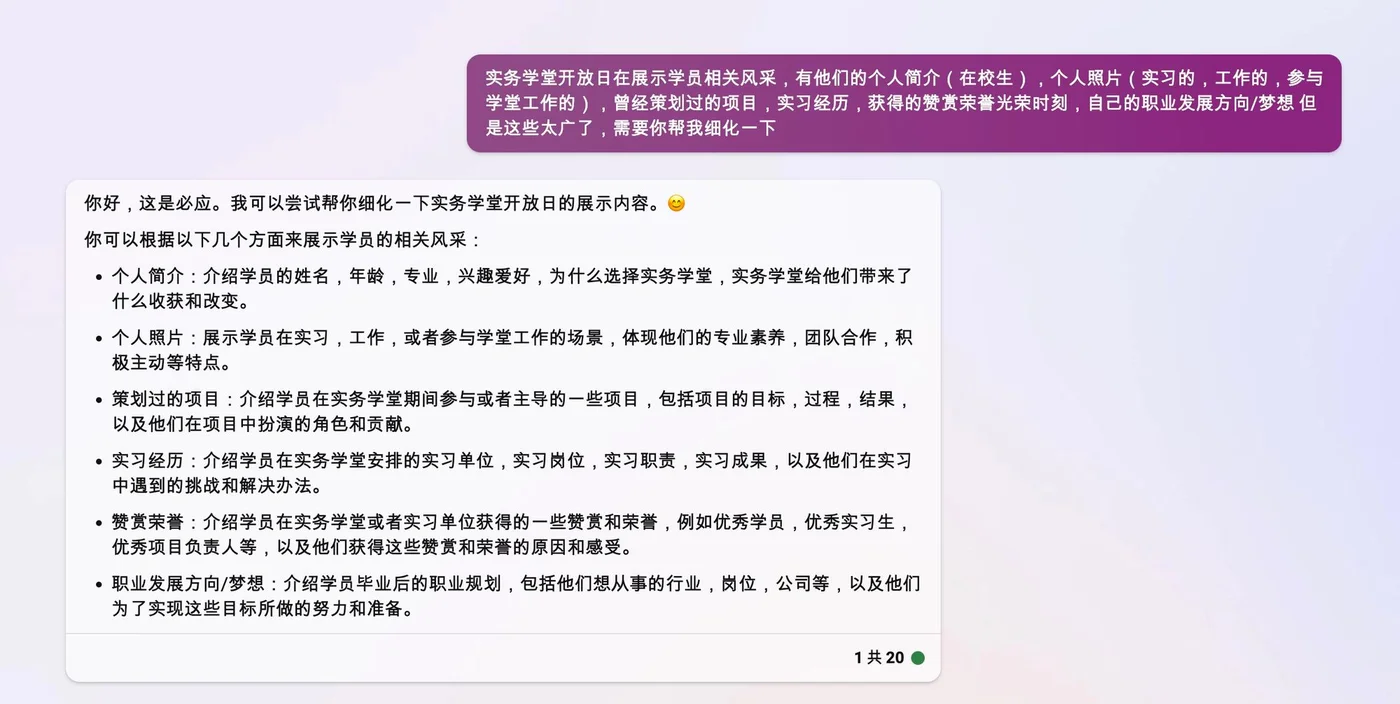 实务学堂开放日在展示学员相关风采，有他们的个人简介（在校生），个人照片（实习的，工作的，参与
学堂工作的），曾经策划过的项目，实习经历，获得的赞赏荣誉光荣时刻，自己的职业发展方向/梦想 但
是这些太广了，需要你帮我细化一下
你好，这是必应。我可以尝试帮你细化一下实务学堂开放日的展示内容。😊
你可以根据以下几个方面来展示学员的相关风采：
• 个人简介：介绍学员的姓名，年龄，专业，兴趣爱好，为什么选择实务学堂，实务学堂给他们带来了
什么收获和改变。
• 个人照片：展示学员在实习，工作，或者参与学堂工作的场景，体现他们的专业素养，团队合作，积
极主动等特点。
• 策划过的项目：介绍学员在实务学堂期间参与或者主导的一些项目，包括项目的目标，过程，结果，
以及他们在项目中扮演的角色和贡献。
• 实习经历：介绍学员在实务学堂安排的实习单位，实习岗位，实习职责，实习成果，以及他们在实习
中遇到的挑战和解决办法。
• 赞赏荣誉：介绍学员在实务学堂或者实习单位获得的一些赞赏和荣誉，例如优秀学员，优秀实习生，
优秀项目负责人等，以及他们获得这些赞赏和荣誉的原因和感受。
• 职业发展方向/梦想：介绍学员毕业后的职业规划，包括他们想从事的行业，岗位，公司等，以及他们
为了实现这些目标所做的努力和准备。
1 共 20